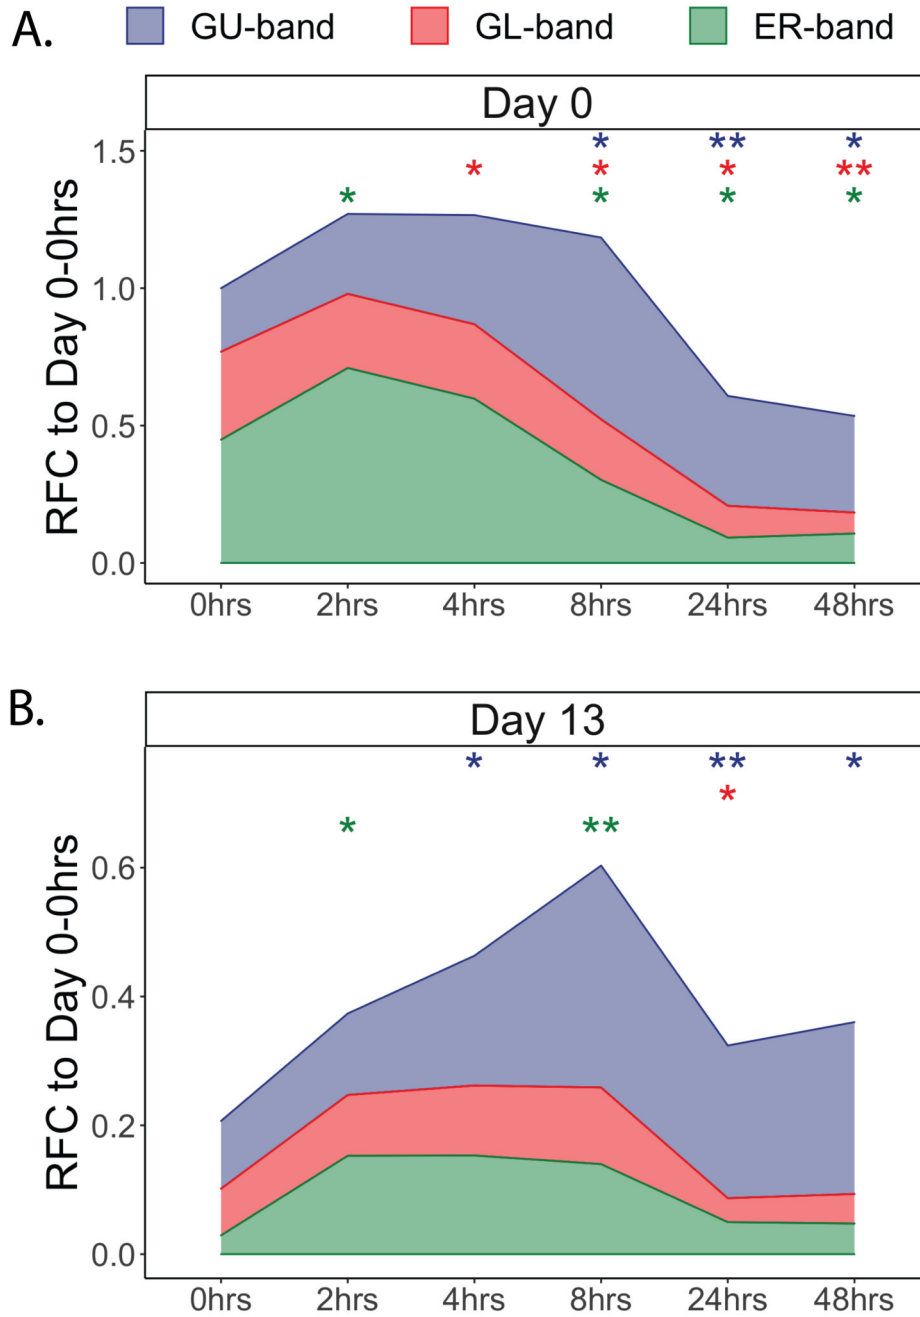 A.
GU-band GL-band ER-band
Day 0
* ** *
* * * **
* * * *
RFC to Day 0-0hrs
1.5
1.0
0.5
0.0
0hrs 2hrs 4hrs 8hrs 24hrs 48hrs
B.
Day 13
* * ** *
*
* **
RFC to Day 0-0hrs
0.6
0.4
0.2
0.0
0hrs 2hrs 4hrs 8hrs 24hrs 48hrs